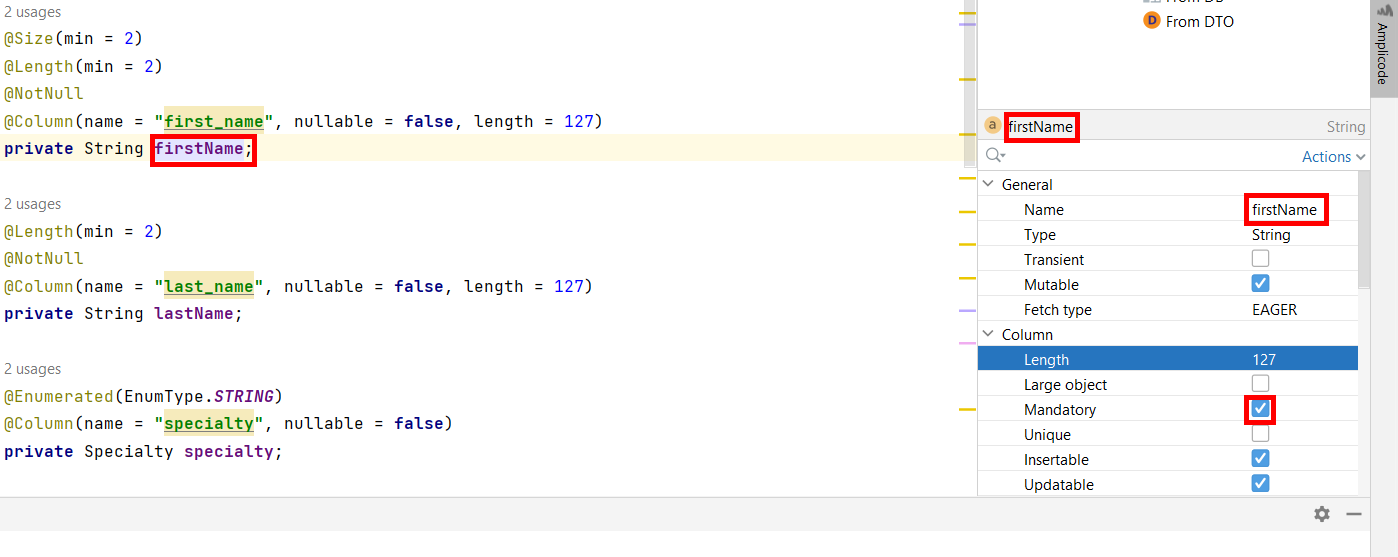 2 usages
@Size(min = 2)
@Length(min = 2)
@NotNull
@Column(name = "first_name", nullable = false, length = 127)
private String firstName;
2 usages
@Length(min = 2)
@NotNull
@Column(name = "last_name", nullable = false, length = 127)
private String lastName;
2 usages
@Enumerated(EnumType.STRING)
@Column(name = "specialty", nullable = false)
private Specialty specialty;
From DB
D From DTO
a firstName String
Actions
General
Name firstName
Type String
Transient
Mutable
Fetch type EAGER
Column
Length 127
Large object
Mandatory
Unique
Insertable
Updatable
Amplicode